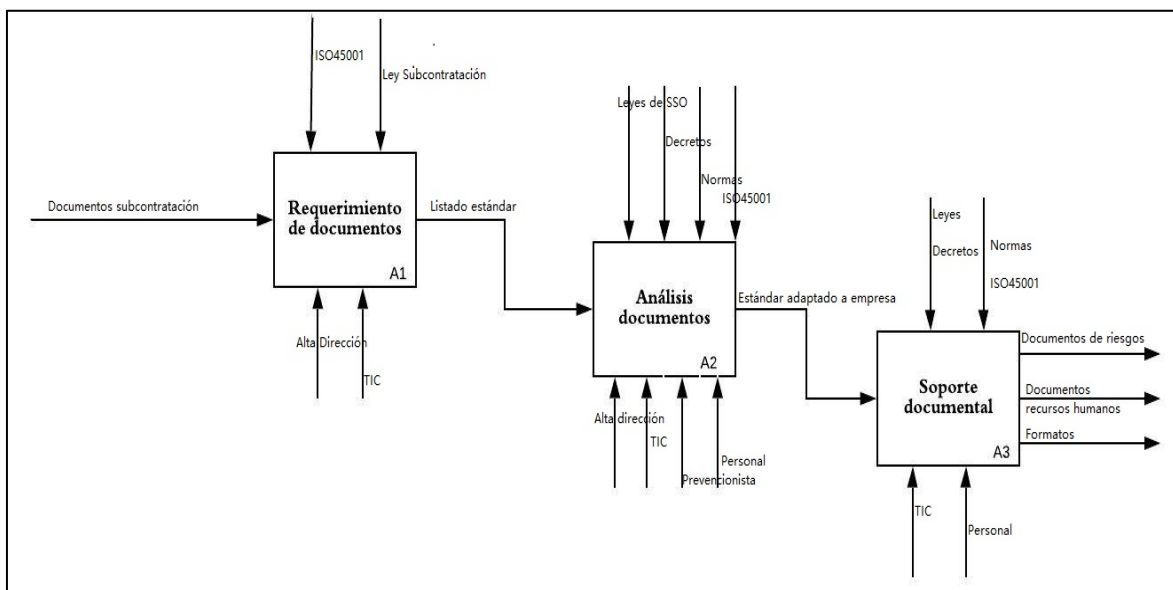 ISO45001
Ley Subcontratación
Documentos subcontratación
Requerimiento
de documentos
A1
Listado estándar
Alta Dirección
TIC
Leyes de SSO
Decretos
Normas
ISO45001
Análisis
documentos
A2
Estándar adaptado a empresa
Alta dirección
TIC
Personal
Prevencionista
Leyes
Decretos
Normas
ISO45001
Soporte
documental
A3
Documentos de riesgos
Documentos
recursos humanos
Formatos
TIC
Personal